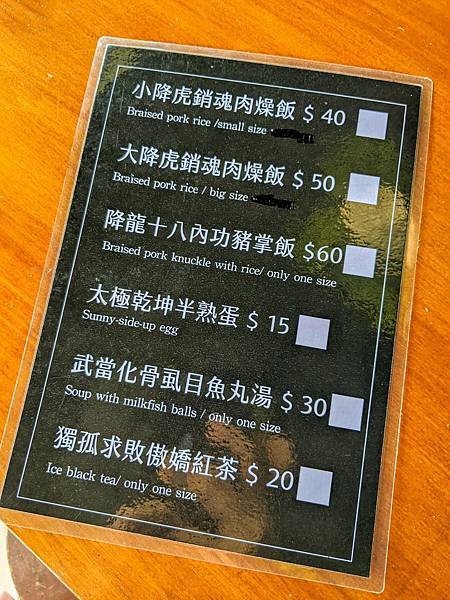 小降虎銷魂肉燥飯 $ 40
Braised pork rice /small size
大降虎銷魂肉燥飯 $ 50
Braised pork rice / big size
降龍十八內功豬掌飯 $60
Braised pork knuckle with rice/ only one size
太極乾坤半熟蛋 $ 15
Sunny-side-up egg
武當化骨虱目魚丸湯 $ 30
Soup with milkfish balls / only one size
獨孤求敗傲嬌紅茶 $ 20
Ice black tea/ only one size